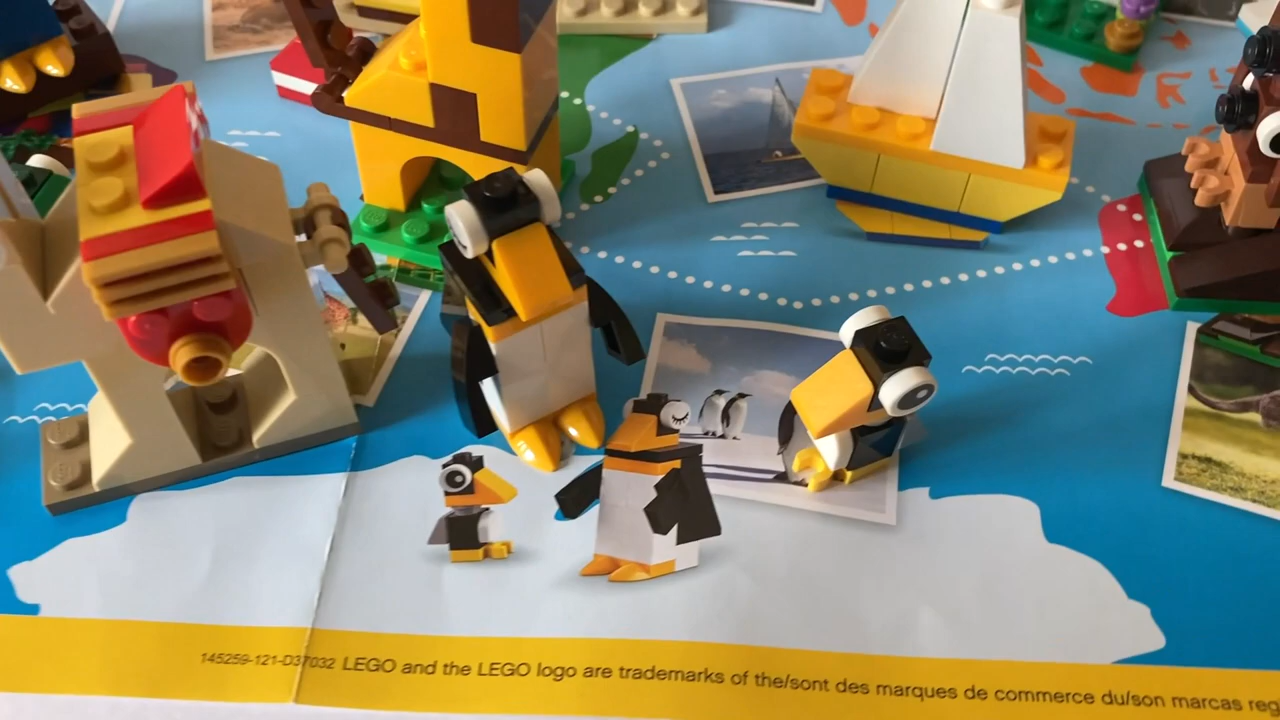 145259-121-D37032 LEGO and the LEGO logo are trademarks of the/sont des marques de commerce du/son marcas reg